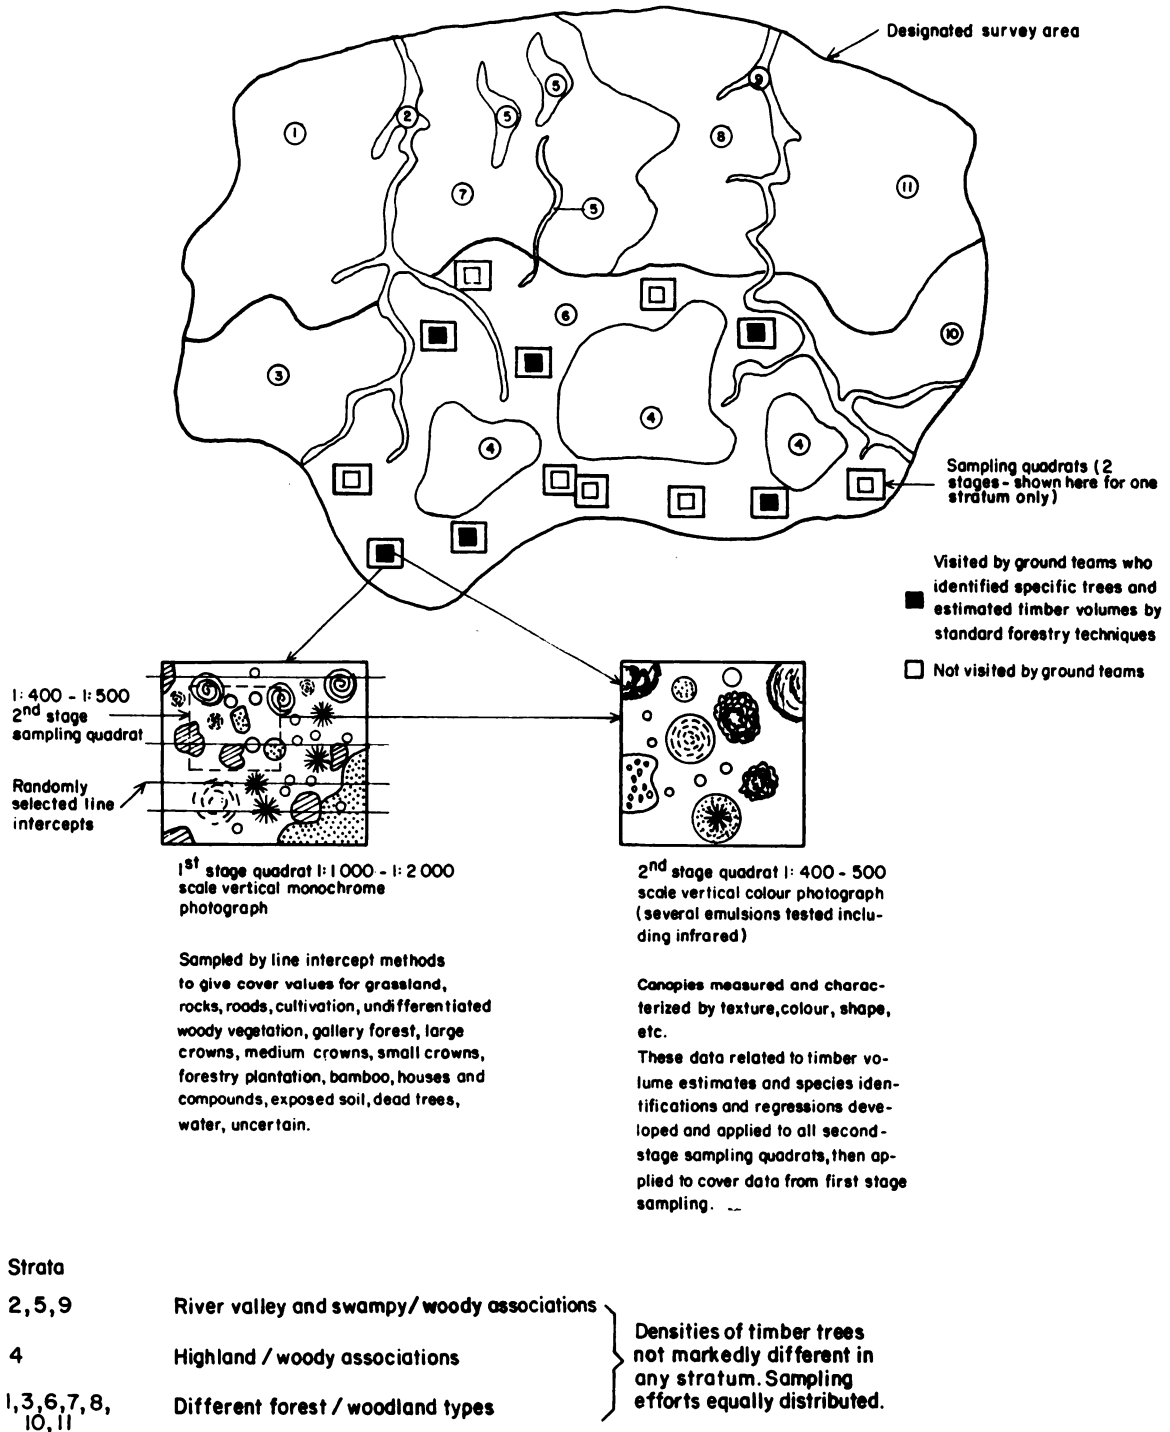 Designated survey area
1
2
5
5
9
8
11
7
5
6
10
3
4
4
4
Sampling quadrats (2
stages - shown here for one
stratum only)
Visited by ground teams who
identified specific trees and
estimated timber volumes by
standard forestry techniques
Not visited by ground teams
1:400 - 1:500
2nd stage
sampling quadrat
Randomly
selected line
intercepts
1st stage quadrat 1:1000 - 1:2000
scale vertical monochrome
photograph
Sampled by line intercept methods
to give cover values for grassland,
rocks, roads, cultivation, undifferentiated
woody vegetation, gallery forest, large
crowns, medium crowns, small crowns,
forestry plantation, bamboo, houses and
compounds, exposed soil, dead trees,
water, uncertain.
2nd stage quadrat 1: 400 - 500
scale vertical colour photograph
(several emulsions tested inclu-
ding infrared)
Canopies measured and charac-
terized by texture, colour, shape,
etc.
These data related to timber vo-
lume estimates and species iden-
tifications and regressions deve-
loped and applied to all second-
stage sampling quadrats, then ap-
plied to cover data from first stage
sampling.
Strata
2,5,9 River valley and swampy/woody associations
4 Highland / woody associations
1,3,6,7,8, Different forest / woodland types
10,11
Densities of timber trees
not markedly different in
any stratum. Sampling
efforts equally distributed.